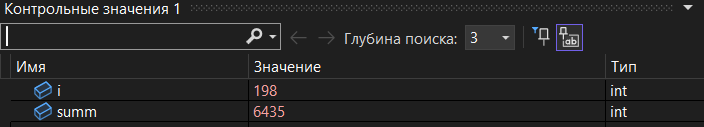 Контрольные значения 1
Глубина поиска: 3
Имя Значение Тип
i 198 int
summ 6435 int